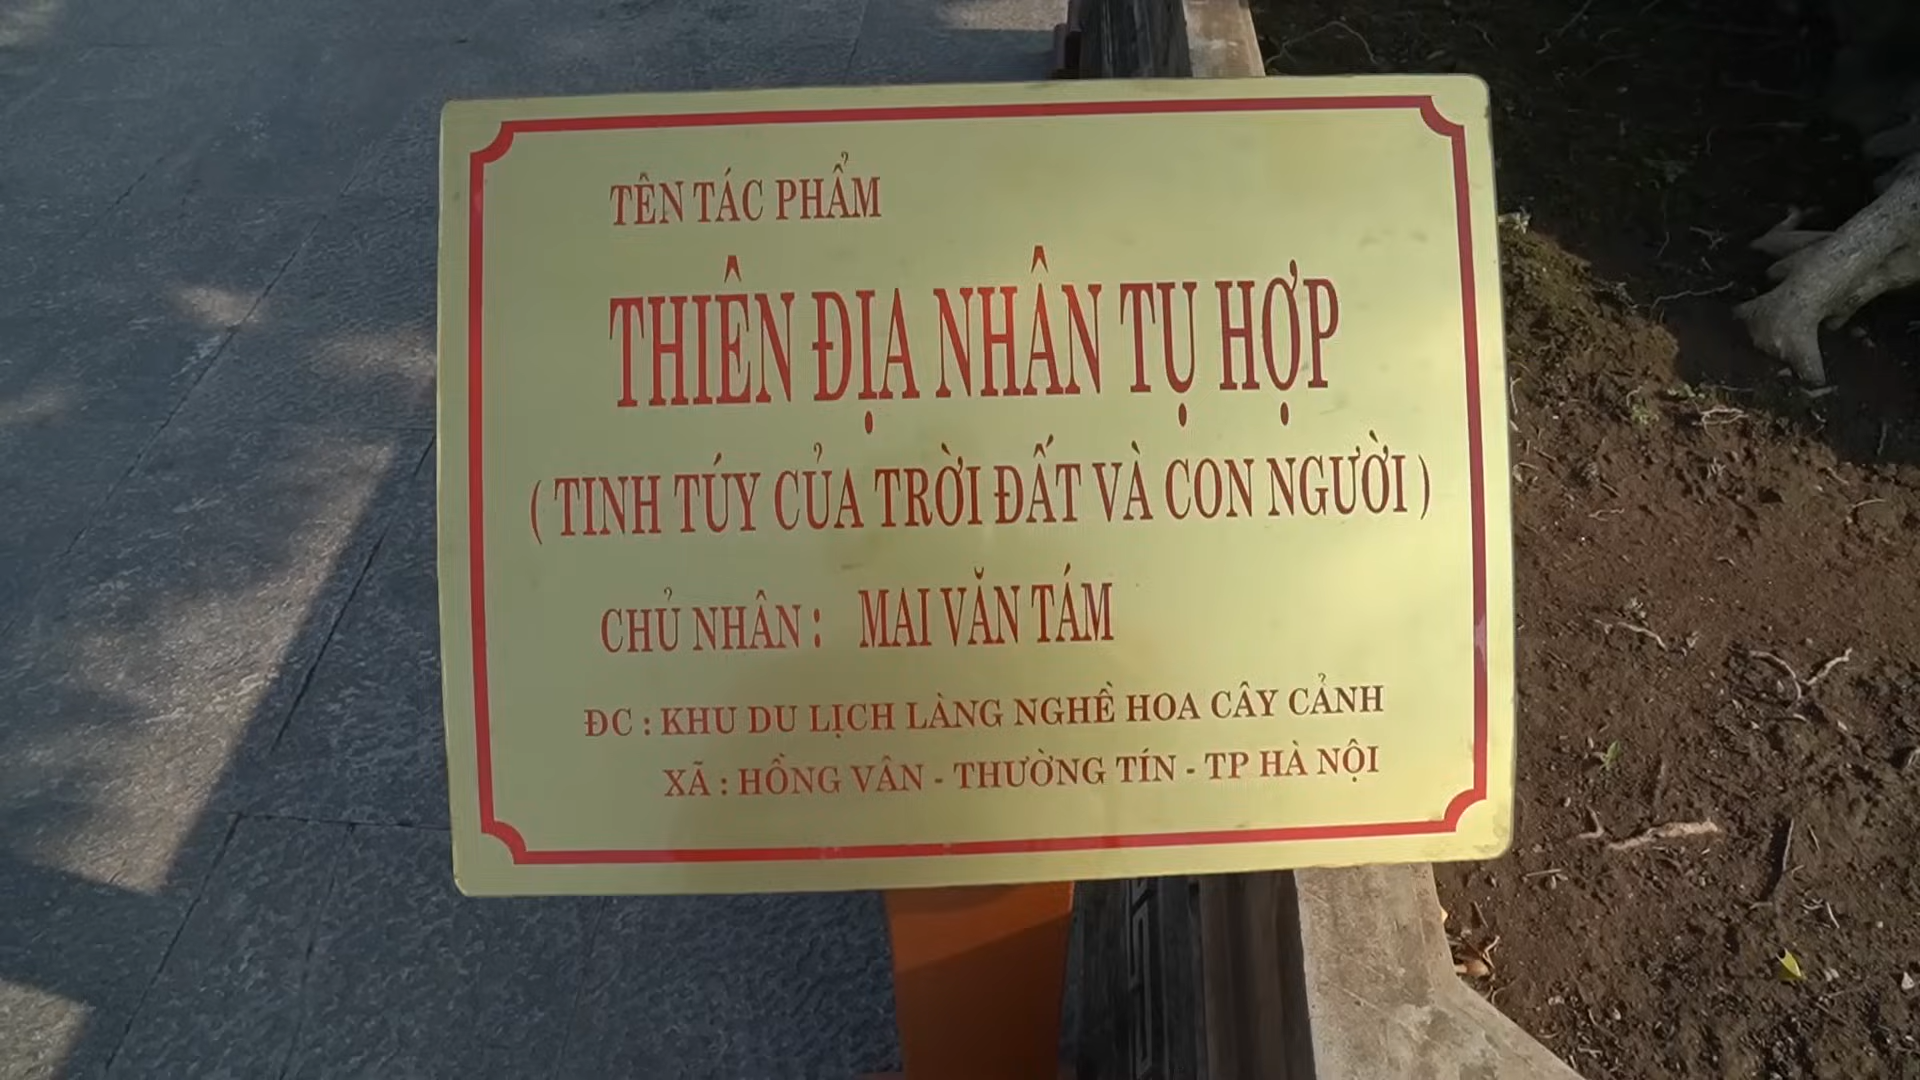 TÊN TÁC PHẨM
THIÊN ĐỊA NHÂN TỤ HỢP
( TINH TÚY CỦA TRỜI ĐẤT VÀ CON NGƯỜI )
CHỦ NHÂN : MAI VĂN TÁM
ĐC : KHU DU LỊCH LÀNG NGHỀ HOA CÂY CẢNH
XÃ : HỒNG VÂN - THƯỜNG TÍN - TP HÀ NỘI